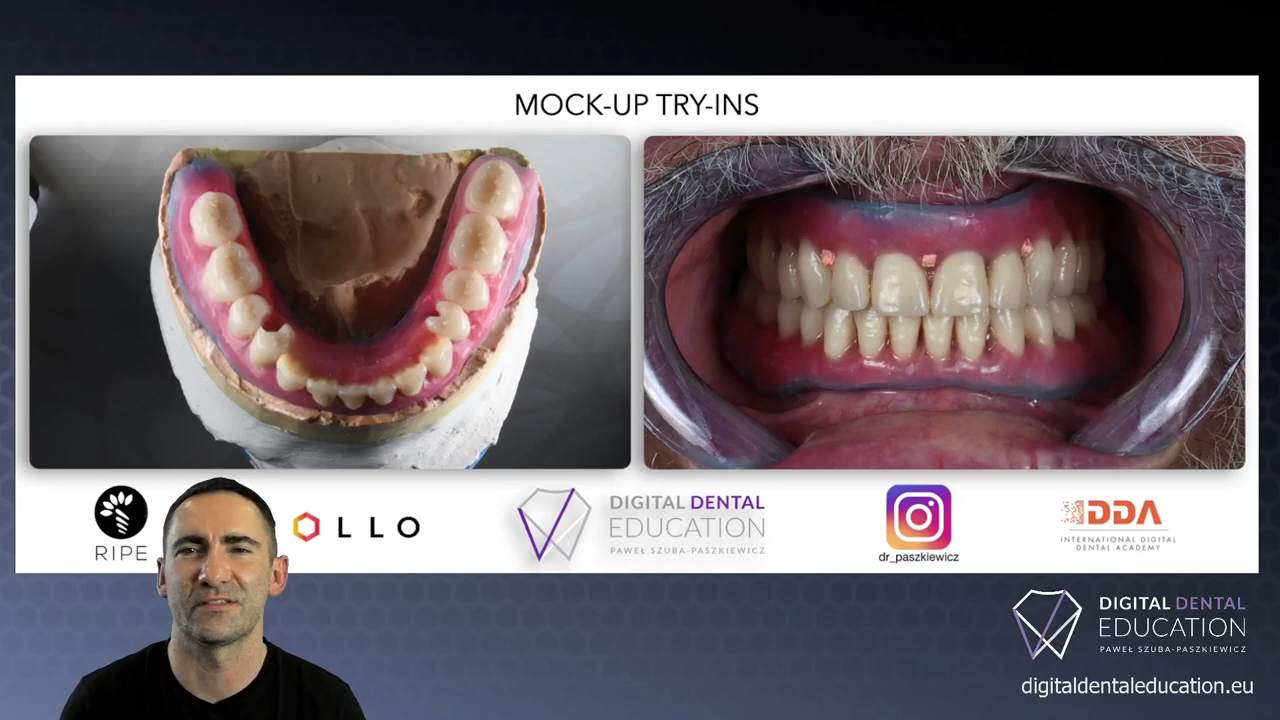 MOCK-UP TRY-INS
RIPE
LLO
DIGITAL DENTAL
EDUCATION
PAWEŁ SZUBA-PASZKIEWICZ
dr_paszkiewicz
DDA
INTERNATIONAL DIGITAL
DENTAL ACADEMY
DIGITAL DENTAL
EDUCATION
PAWEŁ SZUBA-PASZKIEWICZ
digitaldentaleducation.eu